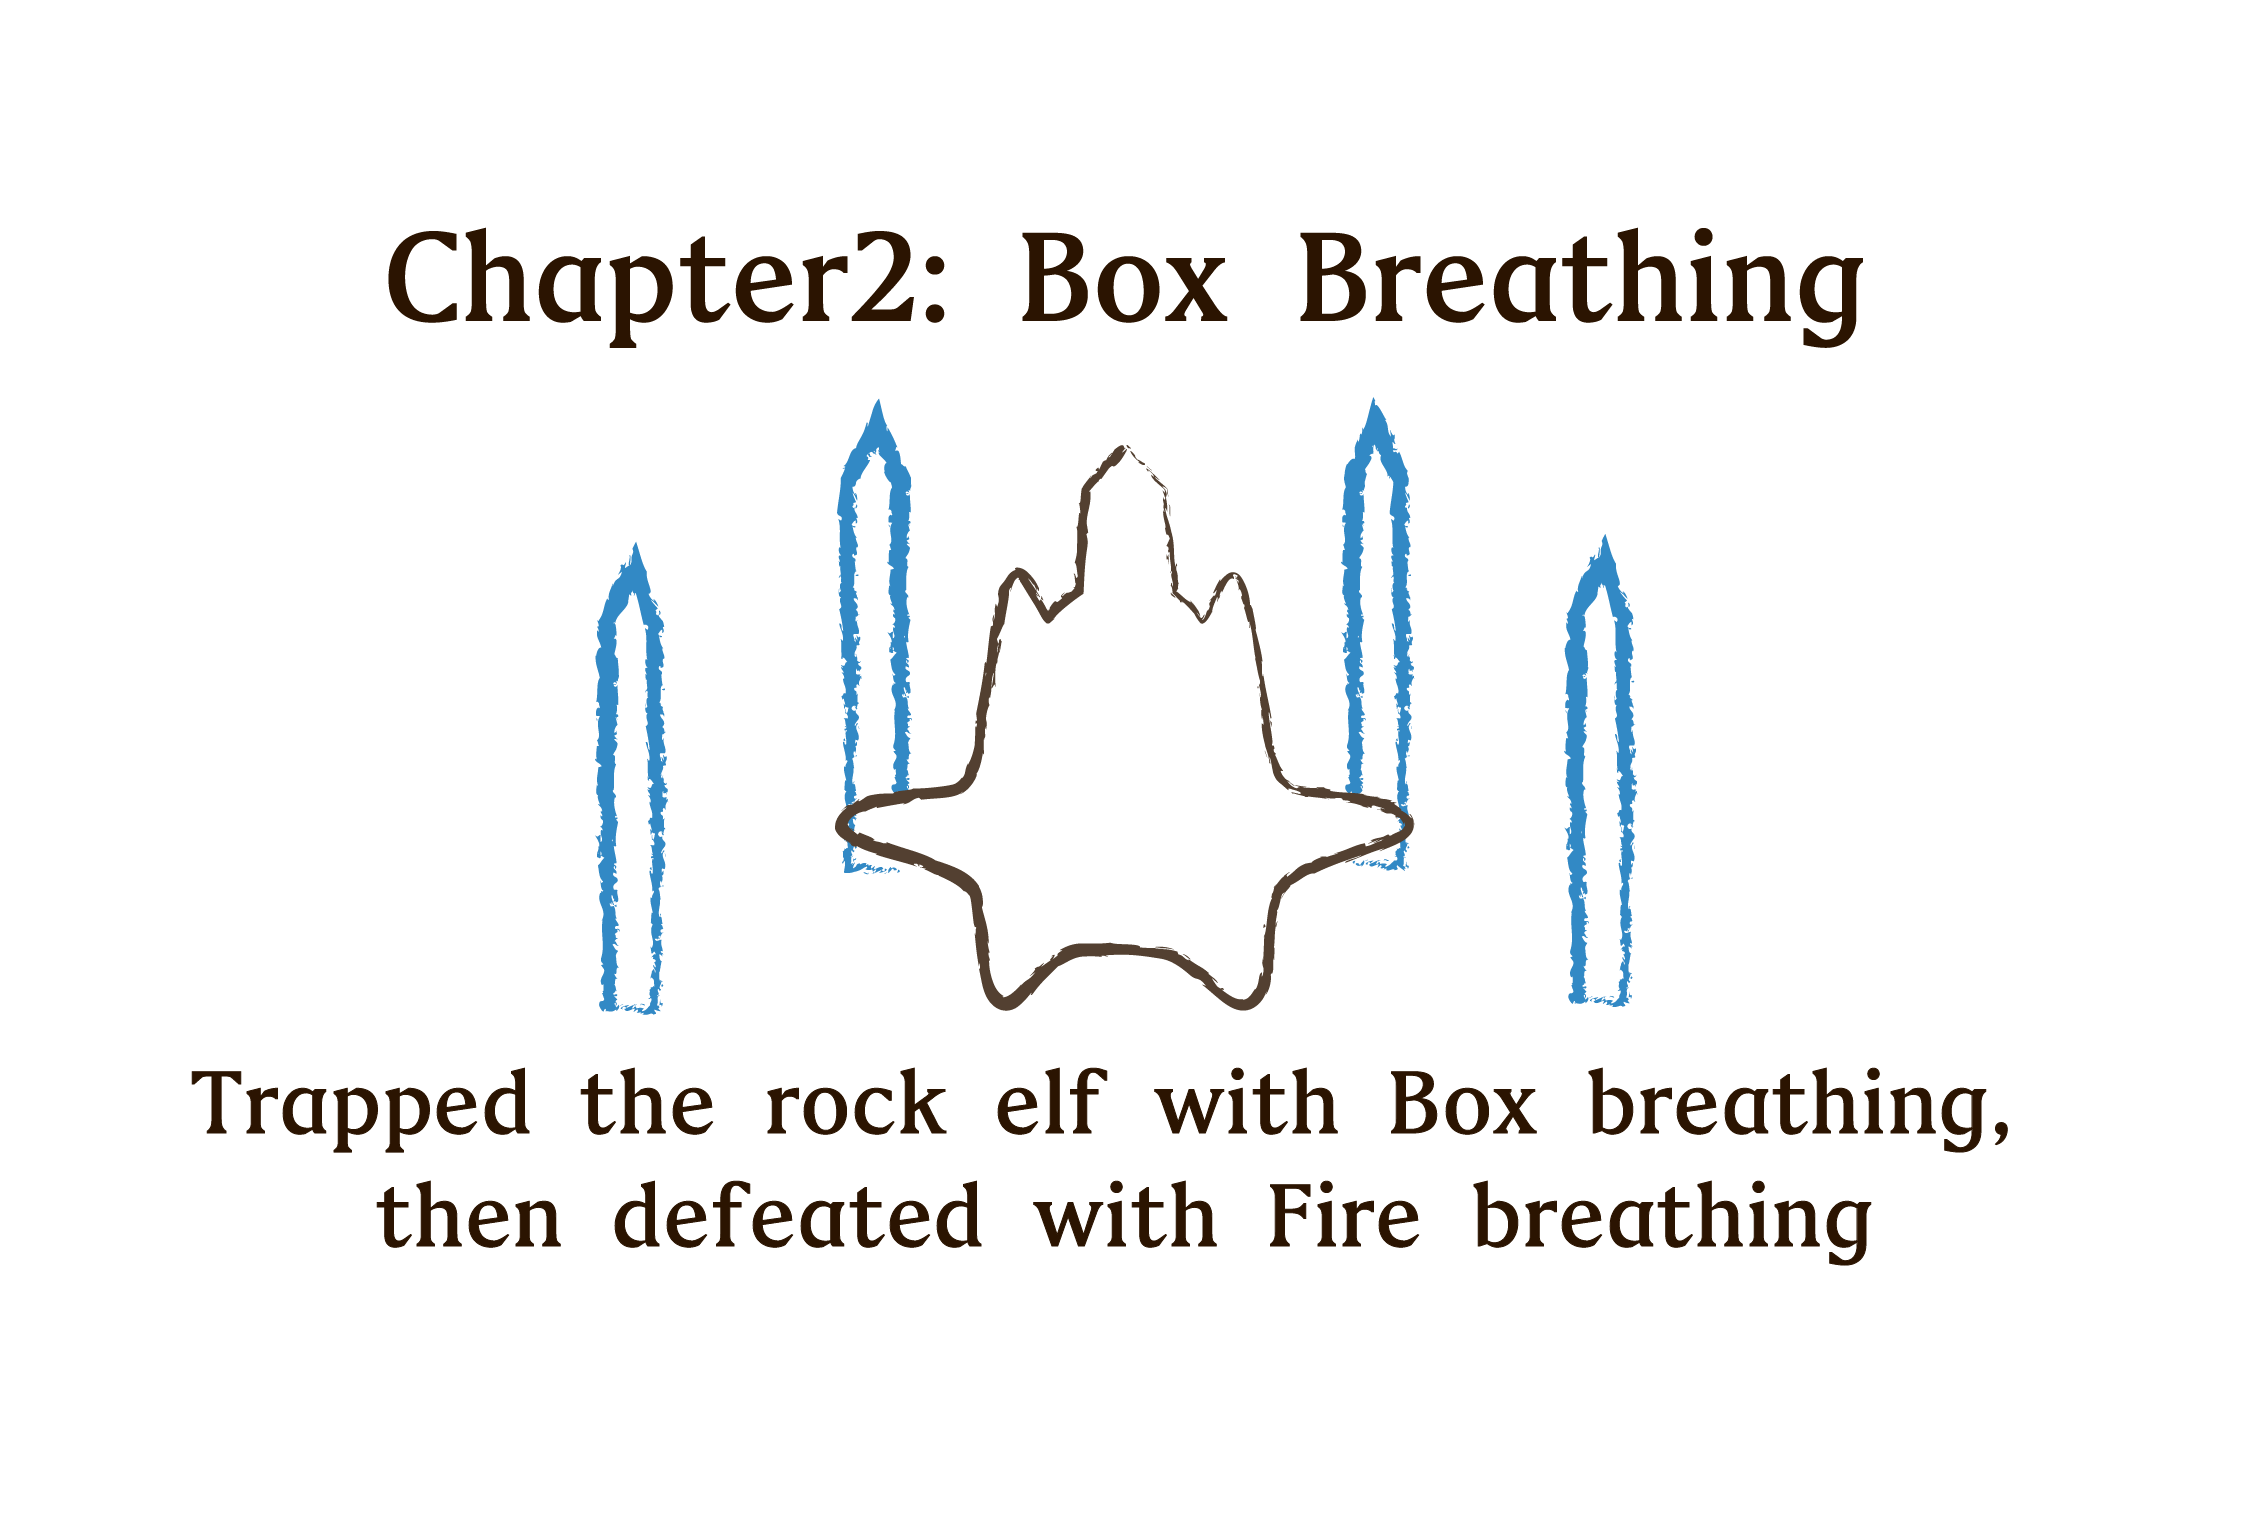 Chapter2: Box Breathing
Trapped the rock elf with Box breathing,
then defeated with Fire breathing